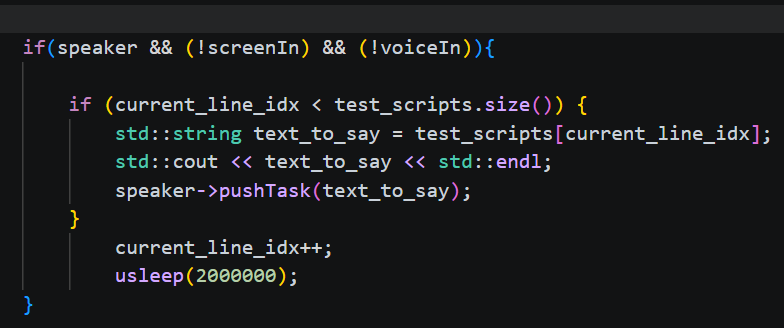 if(speaker && (!screenIn) && (!voiceIn)){
if (current_line_idx < test_scripts.size()) {
std::string text_to_say = test_scripts[current_line_idx];
std::cout << text_to_say << std::endl;
speaker->pushTask(text_to_say);
}
current_line_idx++;
usleep(2000000);
}